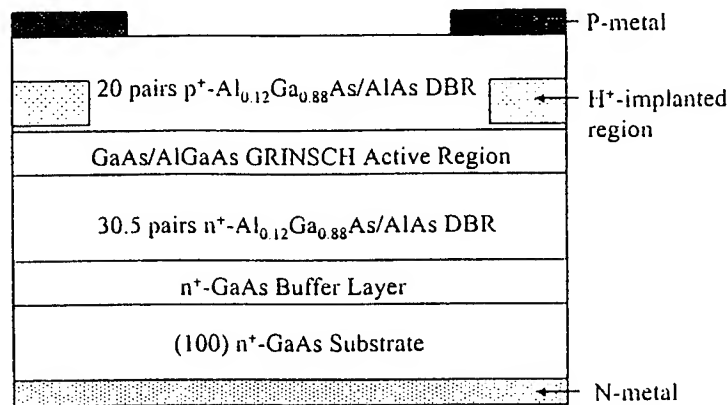 P-metal
20 pairs p⁺-Al₀.₁₂Ga₀.₈₈As/AlAs DBR
H⁺-implanted
region
GaAs/AlGaAs GRINSCH Active Region
30.5 pairs n⁺-Al₀.₁₂Ga₀.₈₈As/AlAs DBR
n⁺-GaAs Buffer Layer
(100) n⁺-GaAs Substrate
N-metal